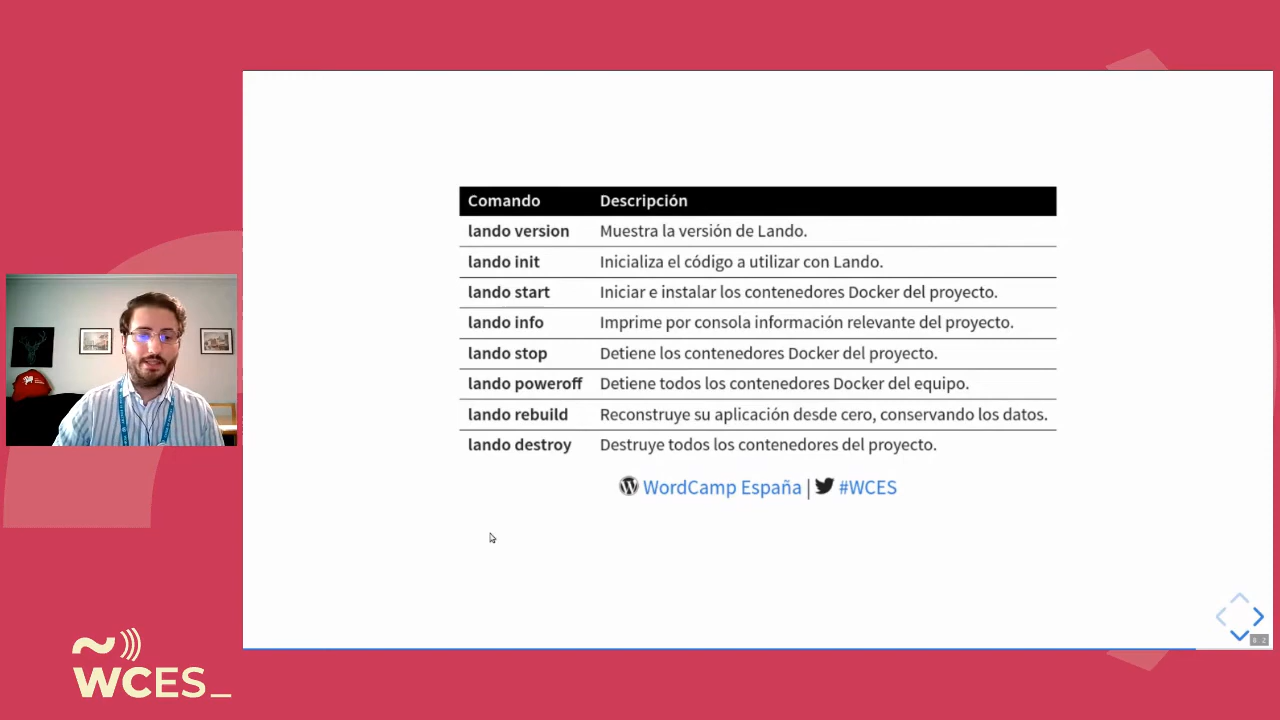 Comando Descripción
lando version Muestra la versión de Lando.
lando init Inicializa el código a utilizar con Lando.
lando start Iniciar e instalar los contenedores Docker del proyecto.
lando info Imprime por consola información relevante del proyecto.
lando stop Detiene los contenedores Docker del proyecto.
lando poweroff Detiene todos los contenedores Docker del equipo.
lando rebuild Reconstruye su aplicación desde cero, conservando los datos.
lando destroy Destruye todos los contenedores del proyecto.
WordCamp España | #WCES
WCES_